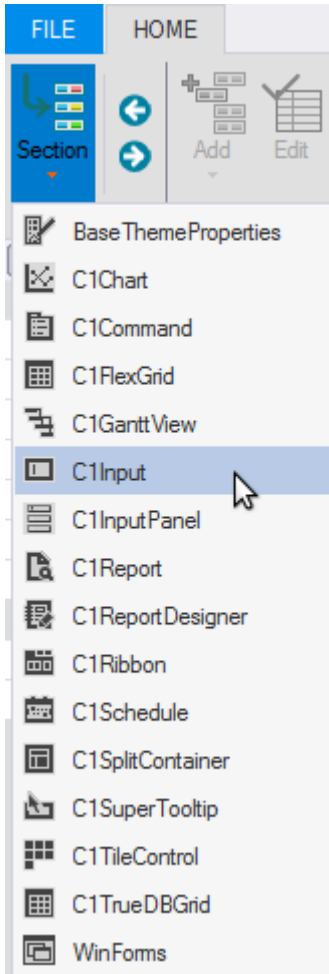 FILE HOME
Section Add Edit
BaseThemeProperties
C1Chart
C1Command
C1FlexGrid
C1GanttView
C1Input
C1InputPanel
C1Report
C1ReportDesigner
C1Ribbon
C1Schedule
C1SplitContainer
C1SuperTooltip
C1TileControl
C1TrueDBGrid
WinForms